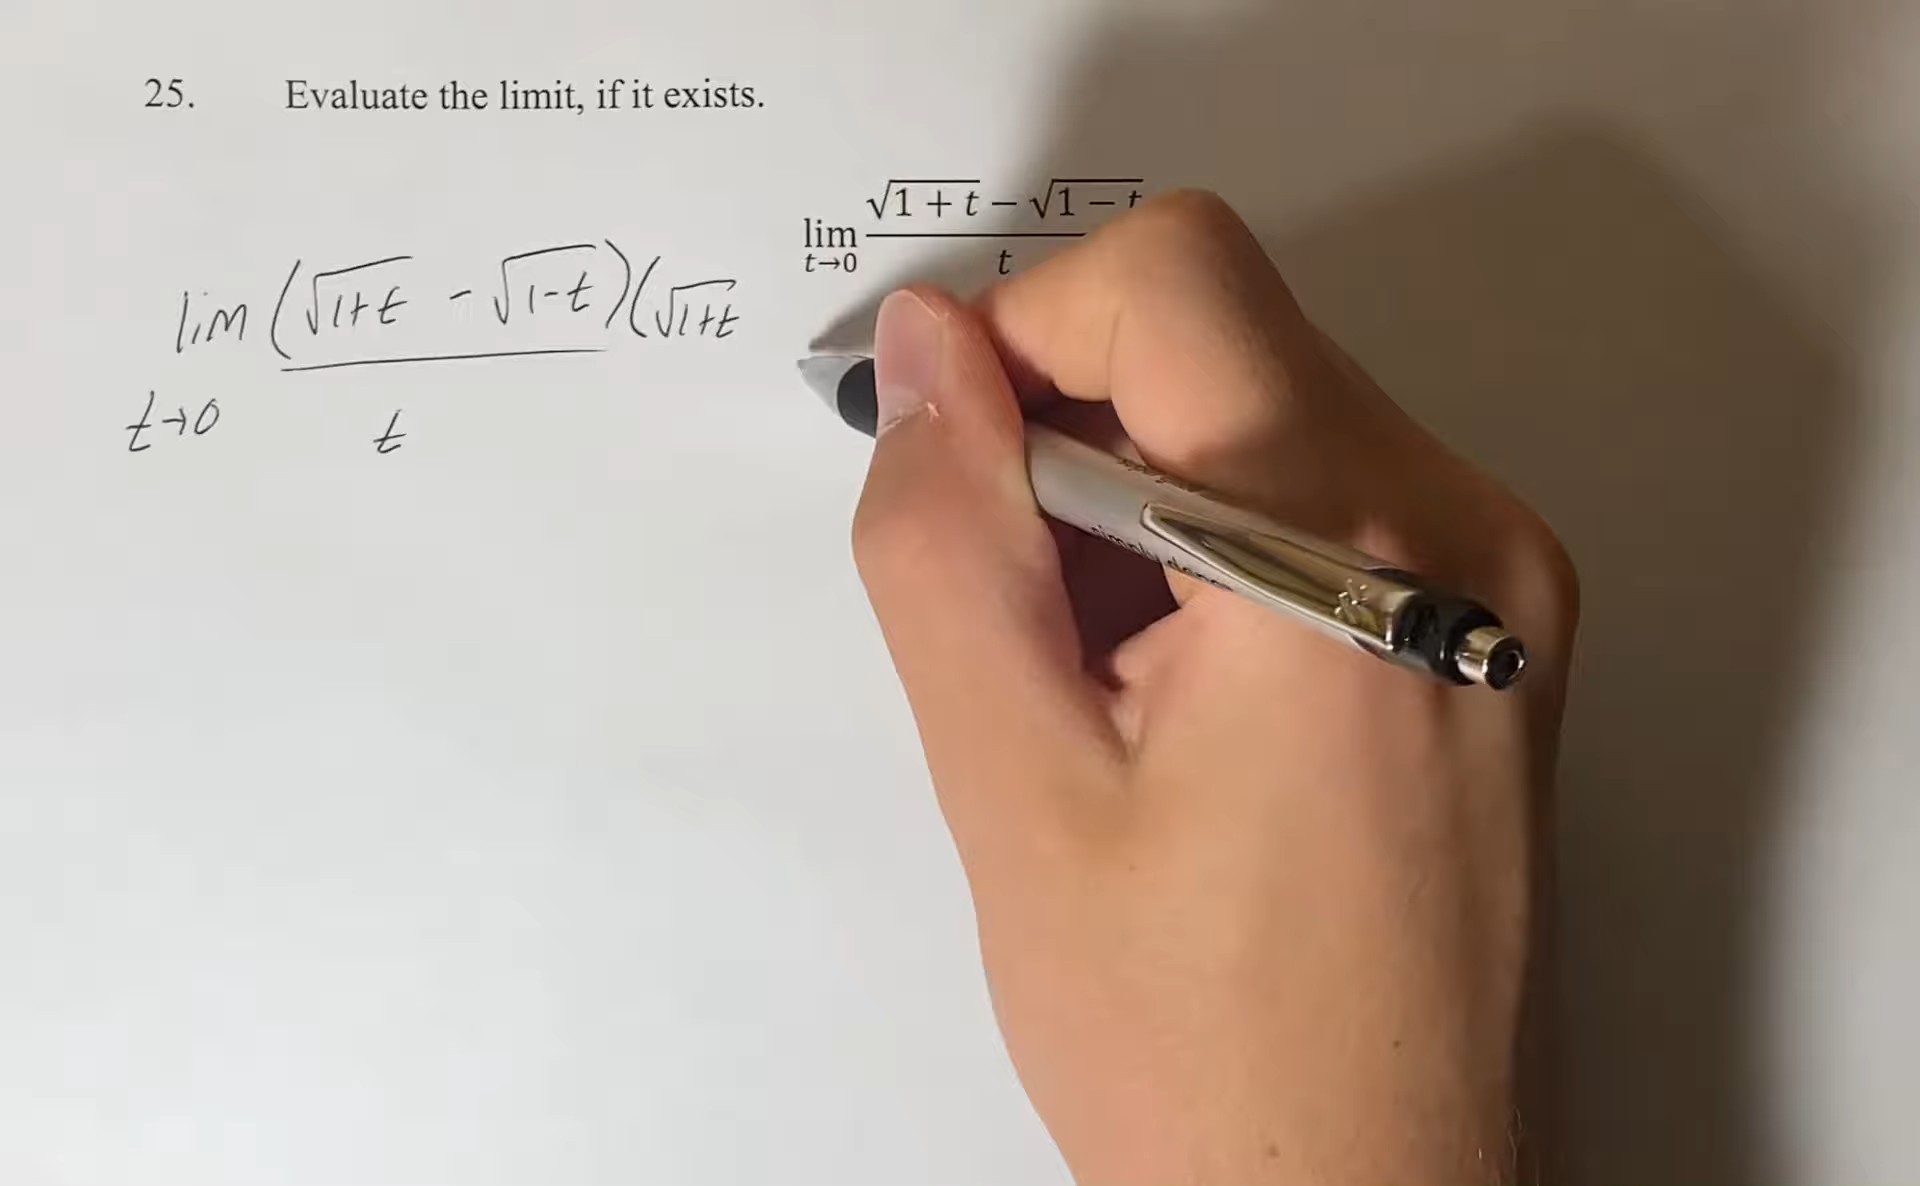 25. Evaluate the limit, if it exists.
lim t→0 (√(1+t) − √(1−t)) / t
lim t→0 (√(1+t) - √(1-t))(√(1+t) / t